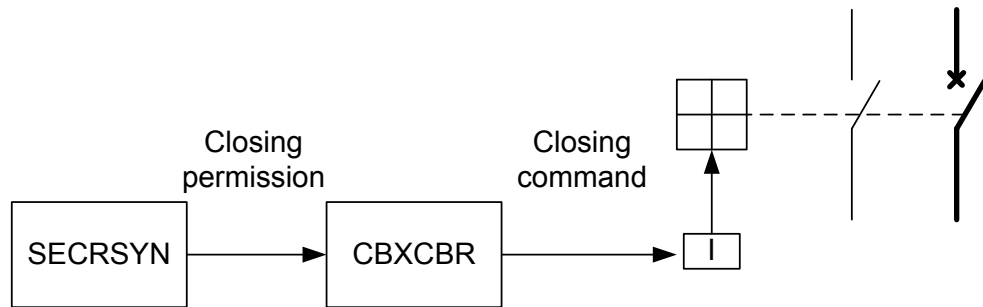 Closing
permission
Closing
command
SECRSYN
CBXCBR
I